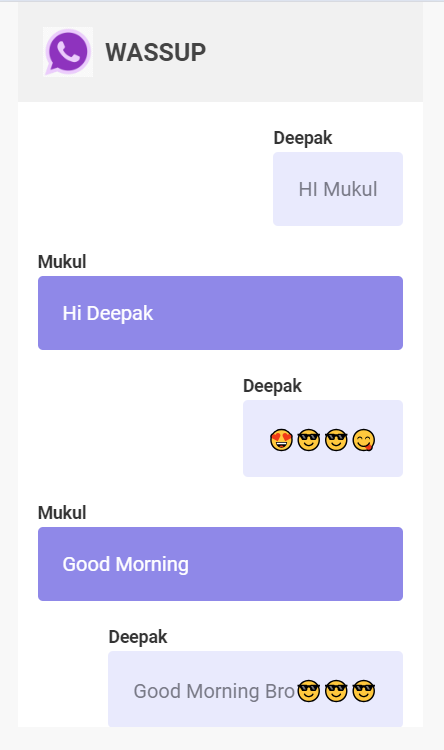 WASSUP
Deepak
HI Mukul
Mukul
Hi Deepak
Deepak
😍😎😎😋
Mukul
Good Morning
Deepak
Good Morning Bro😎😎😎